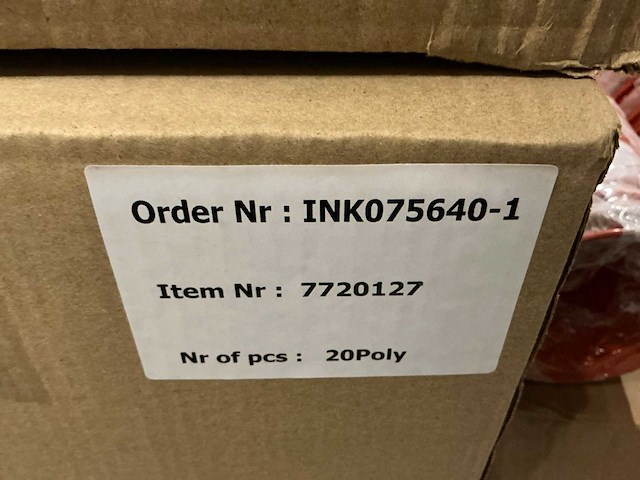 Order Nr : INK075640-1
Item Nr : 7720127
Nr of pcs : 20Poly